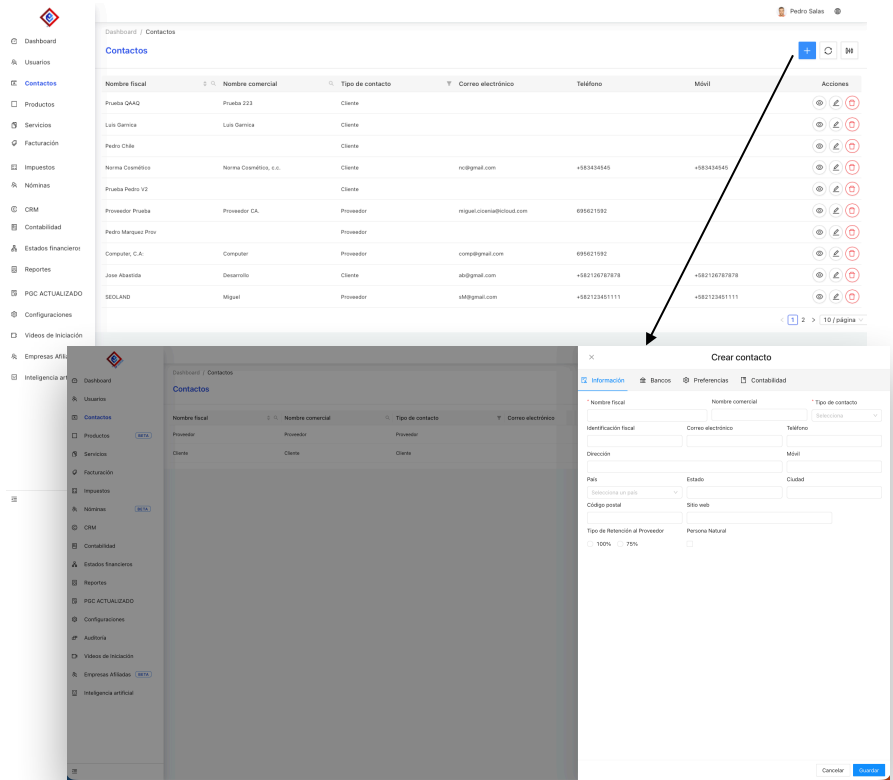 Pedro Salas
Dashboard / Contactos
Contactos
Dashboard
Usuarios
Contactos
Productos
Servicios
Facturación
Impuestos
Nóminas
CRM
Contabilidad
Estados financieros
Reportes
PGC ACTUALIZADO
Configuraciones
Videos de Iniciación
Empresas Afili
Inteligencia art
Nombre fiscal Nombre comercial Tipo de contacto Correo electrónico Teléfono Móvil Acciones
Prueba QAAQ Prueba 223 Cliente
Luis Garnica Luis Garnica Cliente
Pedro Chile Cliente
Norma Cosmético Norma Cosmético, c.c. Cliente nc@gmail.com +583434545 +583434545
Prueba Pedro V2 Cliente
Proveedor Prueba Proveedor CA. Proveedor miguel.cicenia@icloud.com 695621592
Pedro Marquez Prov Proveedor
Computer, C.A: Computer Proveedor comp@gmail.com 695621592
Jose Abastida Desarrollo Cliente ab@gmail.com +582126787878 +582126787878
SEOLAND Miguel Proveedor sM@gmail.com +582123451111 +582123451111
1 2 10 / página
Dashboard
Usuarios
Contactos
Productos BETA
Servicios
Facturación
Impuestos
Nóminas BETA
CRM
Contabilidad
Estados financieros
Reportes
PGC ACTUALIZADO
Configuraciones
Auditoría
Videos de Iniciación
Empresas Afiliadas BETA
Inteligencia artificial
Dashboard / Contactos
Contactos
Nombre fiscal Nombre comercial Tipo de contacto Correo electrónico
Proveedor Proveedor Proveedor
Cliente Cliente Cliente
Crear contacto
Información Bancos Preferencias Contabilidad
* Nombre fiscal Nombre comercial * Tipo de contacto
Selecciona
Identificación fiscal Correo electrónico Teléfono
Dirección Móvil
País Estado Ciudad
Selecciona un país
Código postal Sitio web
Tipo de Retención al Proveedor Persona Natural
100% 75%
Cancelar Guardar